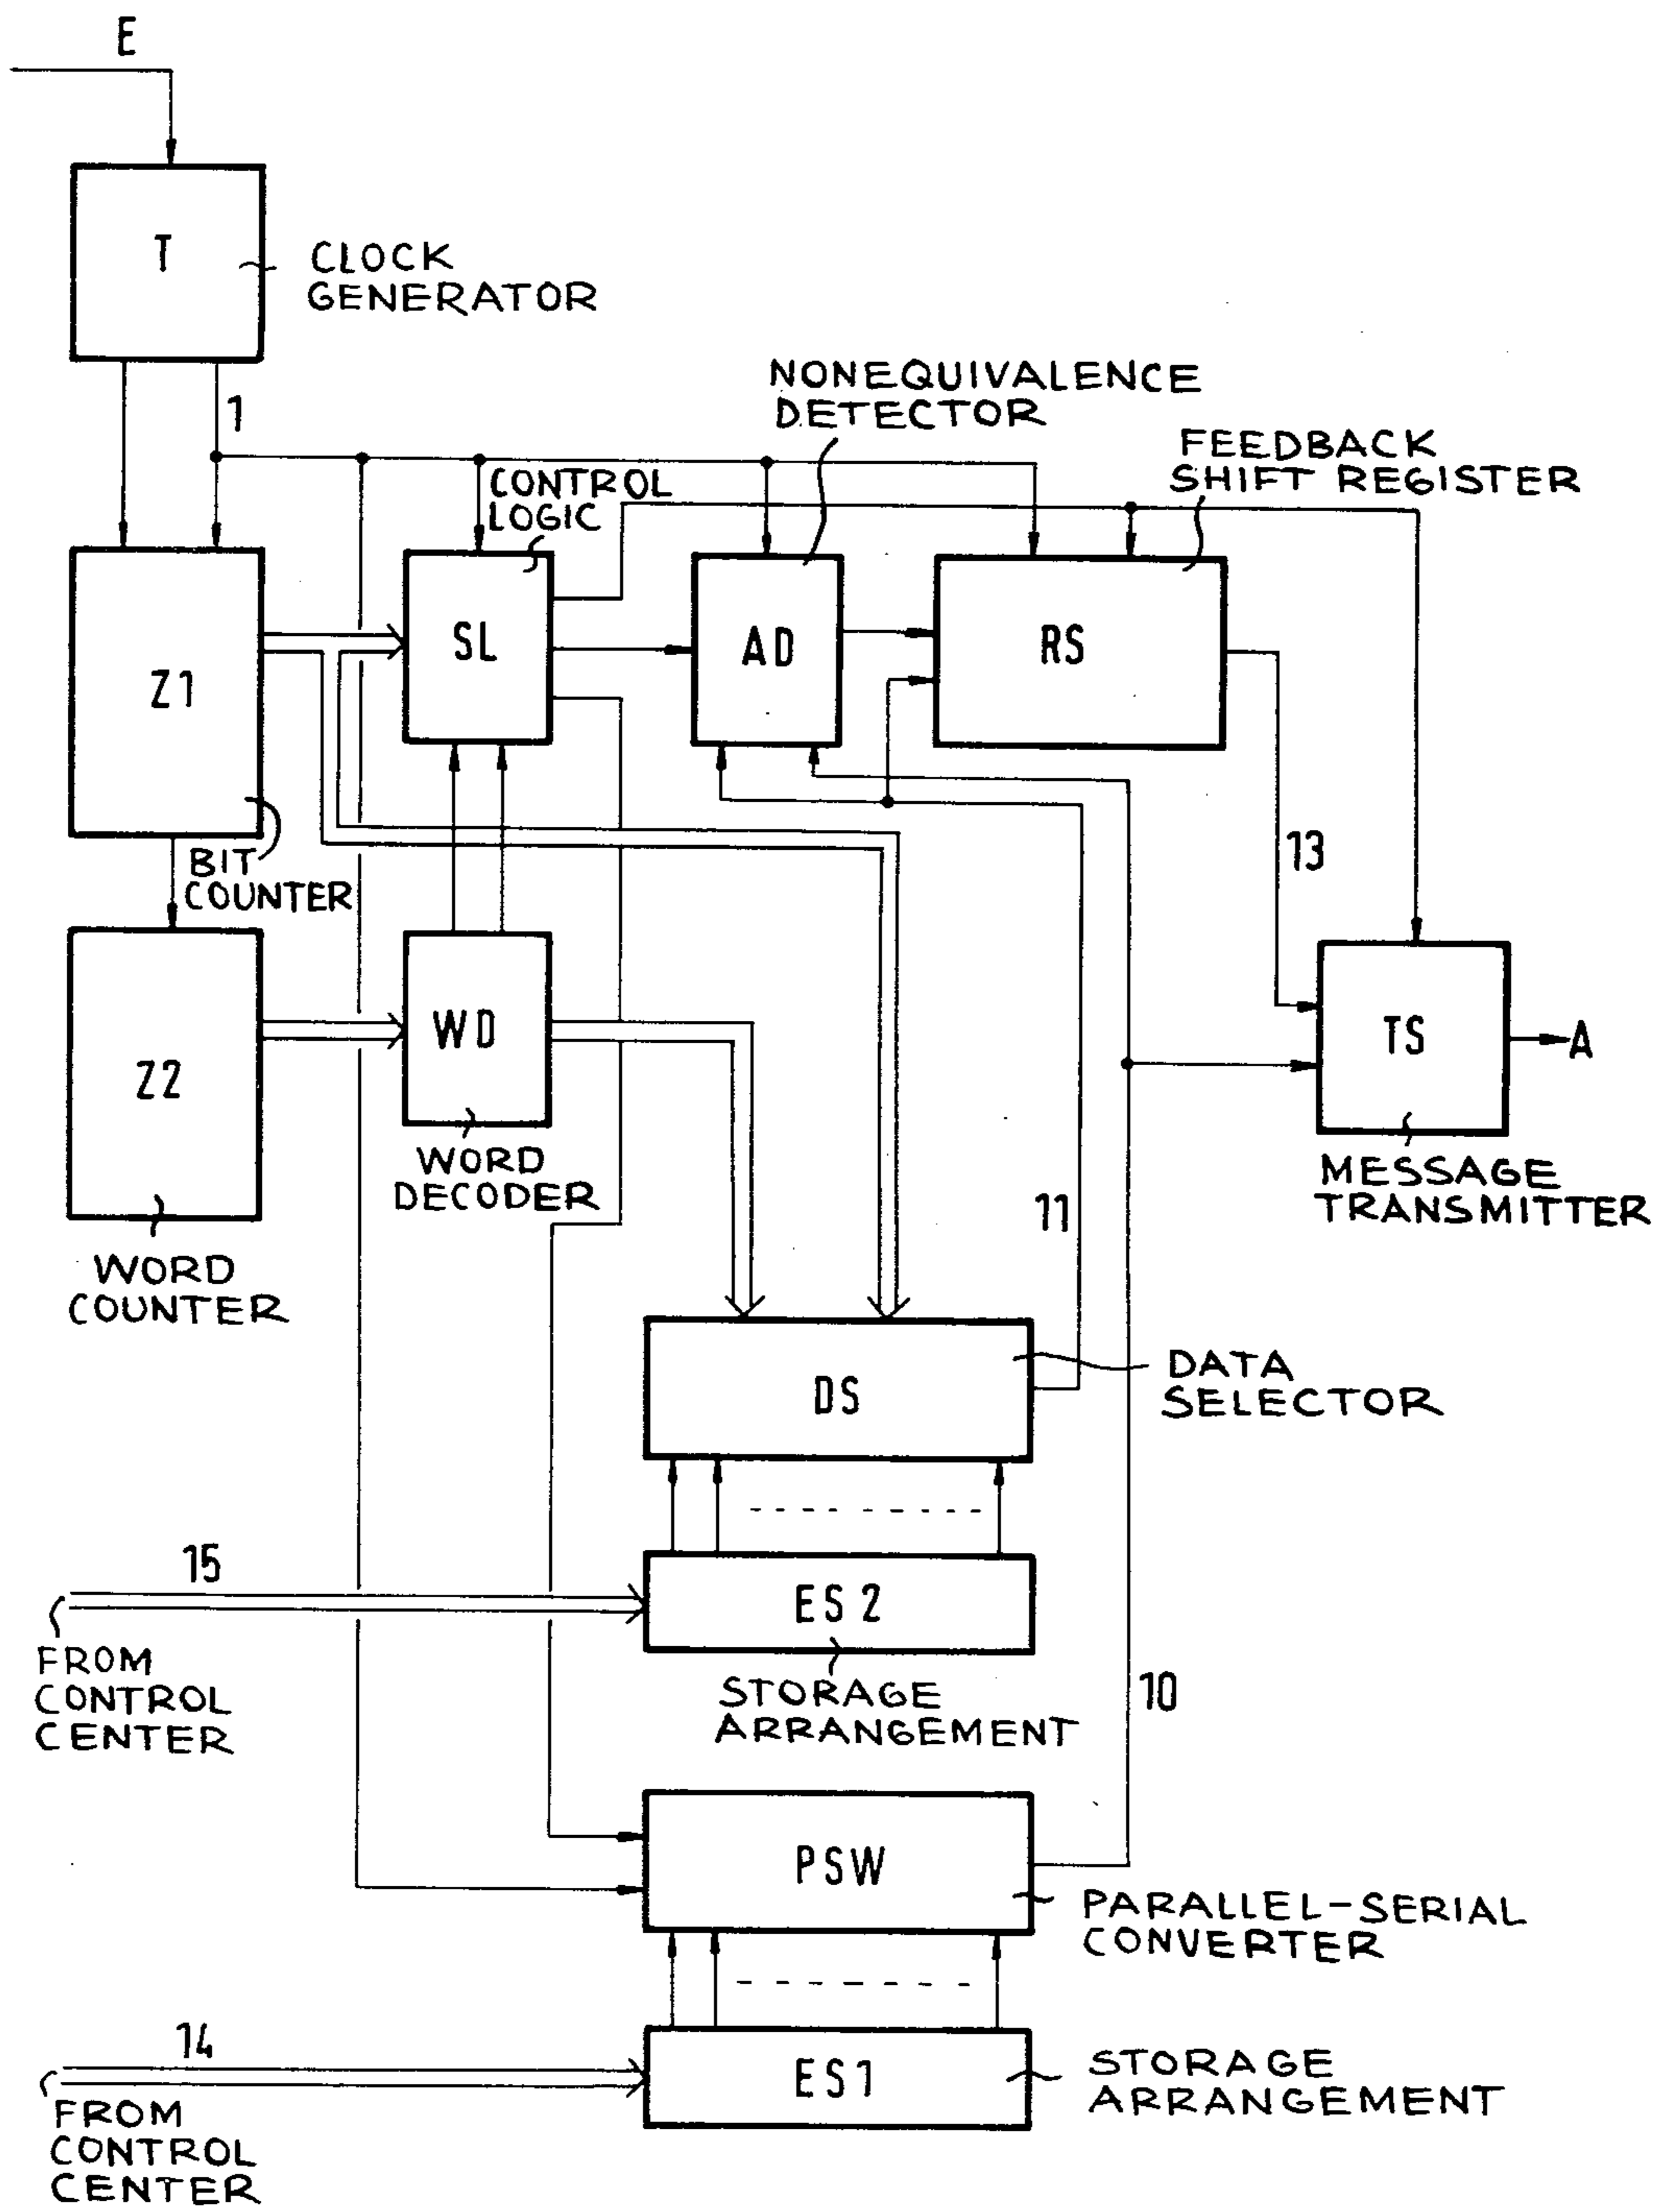 E
T
CLOCK
GENERATOR
1
NONEQUIVALENCE
DETECTOR
FEEDBACK
SHIFT REGISTER
CONTROL
LOGIC
Z1
SL
AD
RS
BIT
COUNTER
13
Z2
WD
TS
A
WORD
DECODER
MESSAGE
TRANSMITTER
11
WORD
COUNTER
DS
DATA
SELECTOR
15
ES2
FROM
CONTROL
CENTER
STORAGE
ARRANGEMENT
10
PSW
PARALLEL-SERIAL
CONVERTER
14
ES1
STORAGE
ARRANGEMENT
FROM
CONTROL
CENTER